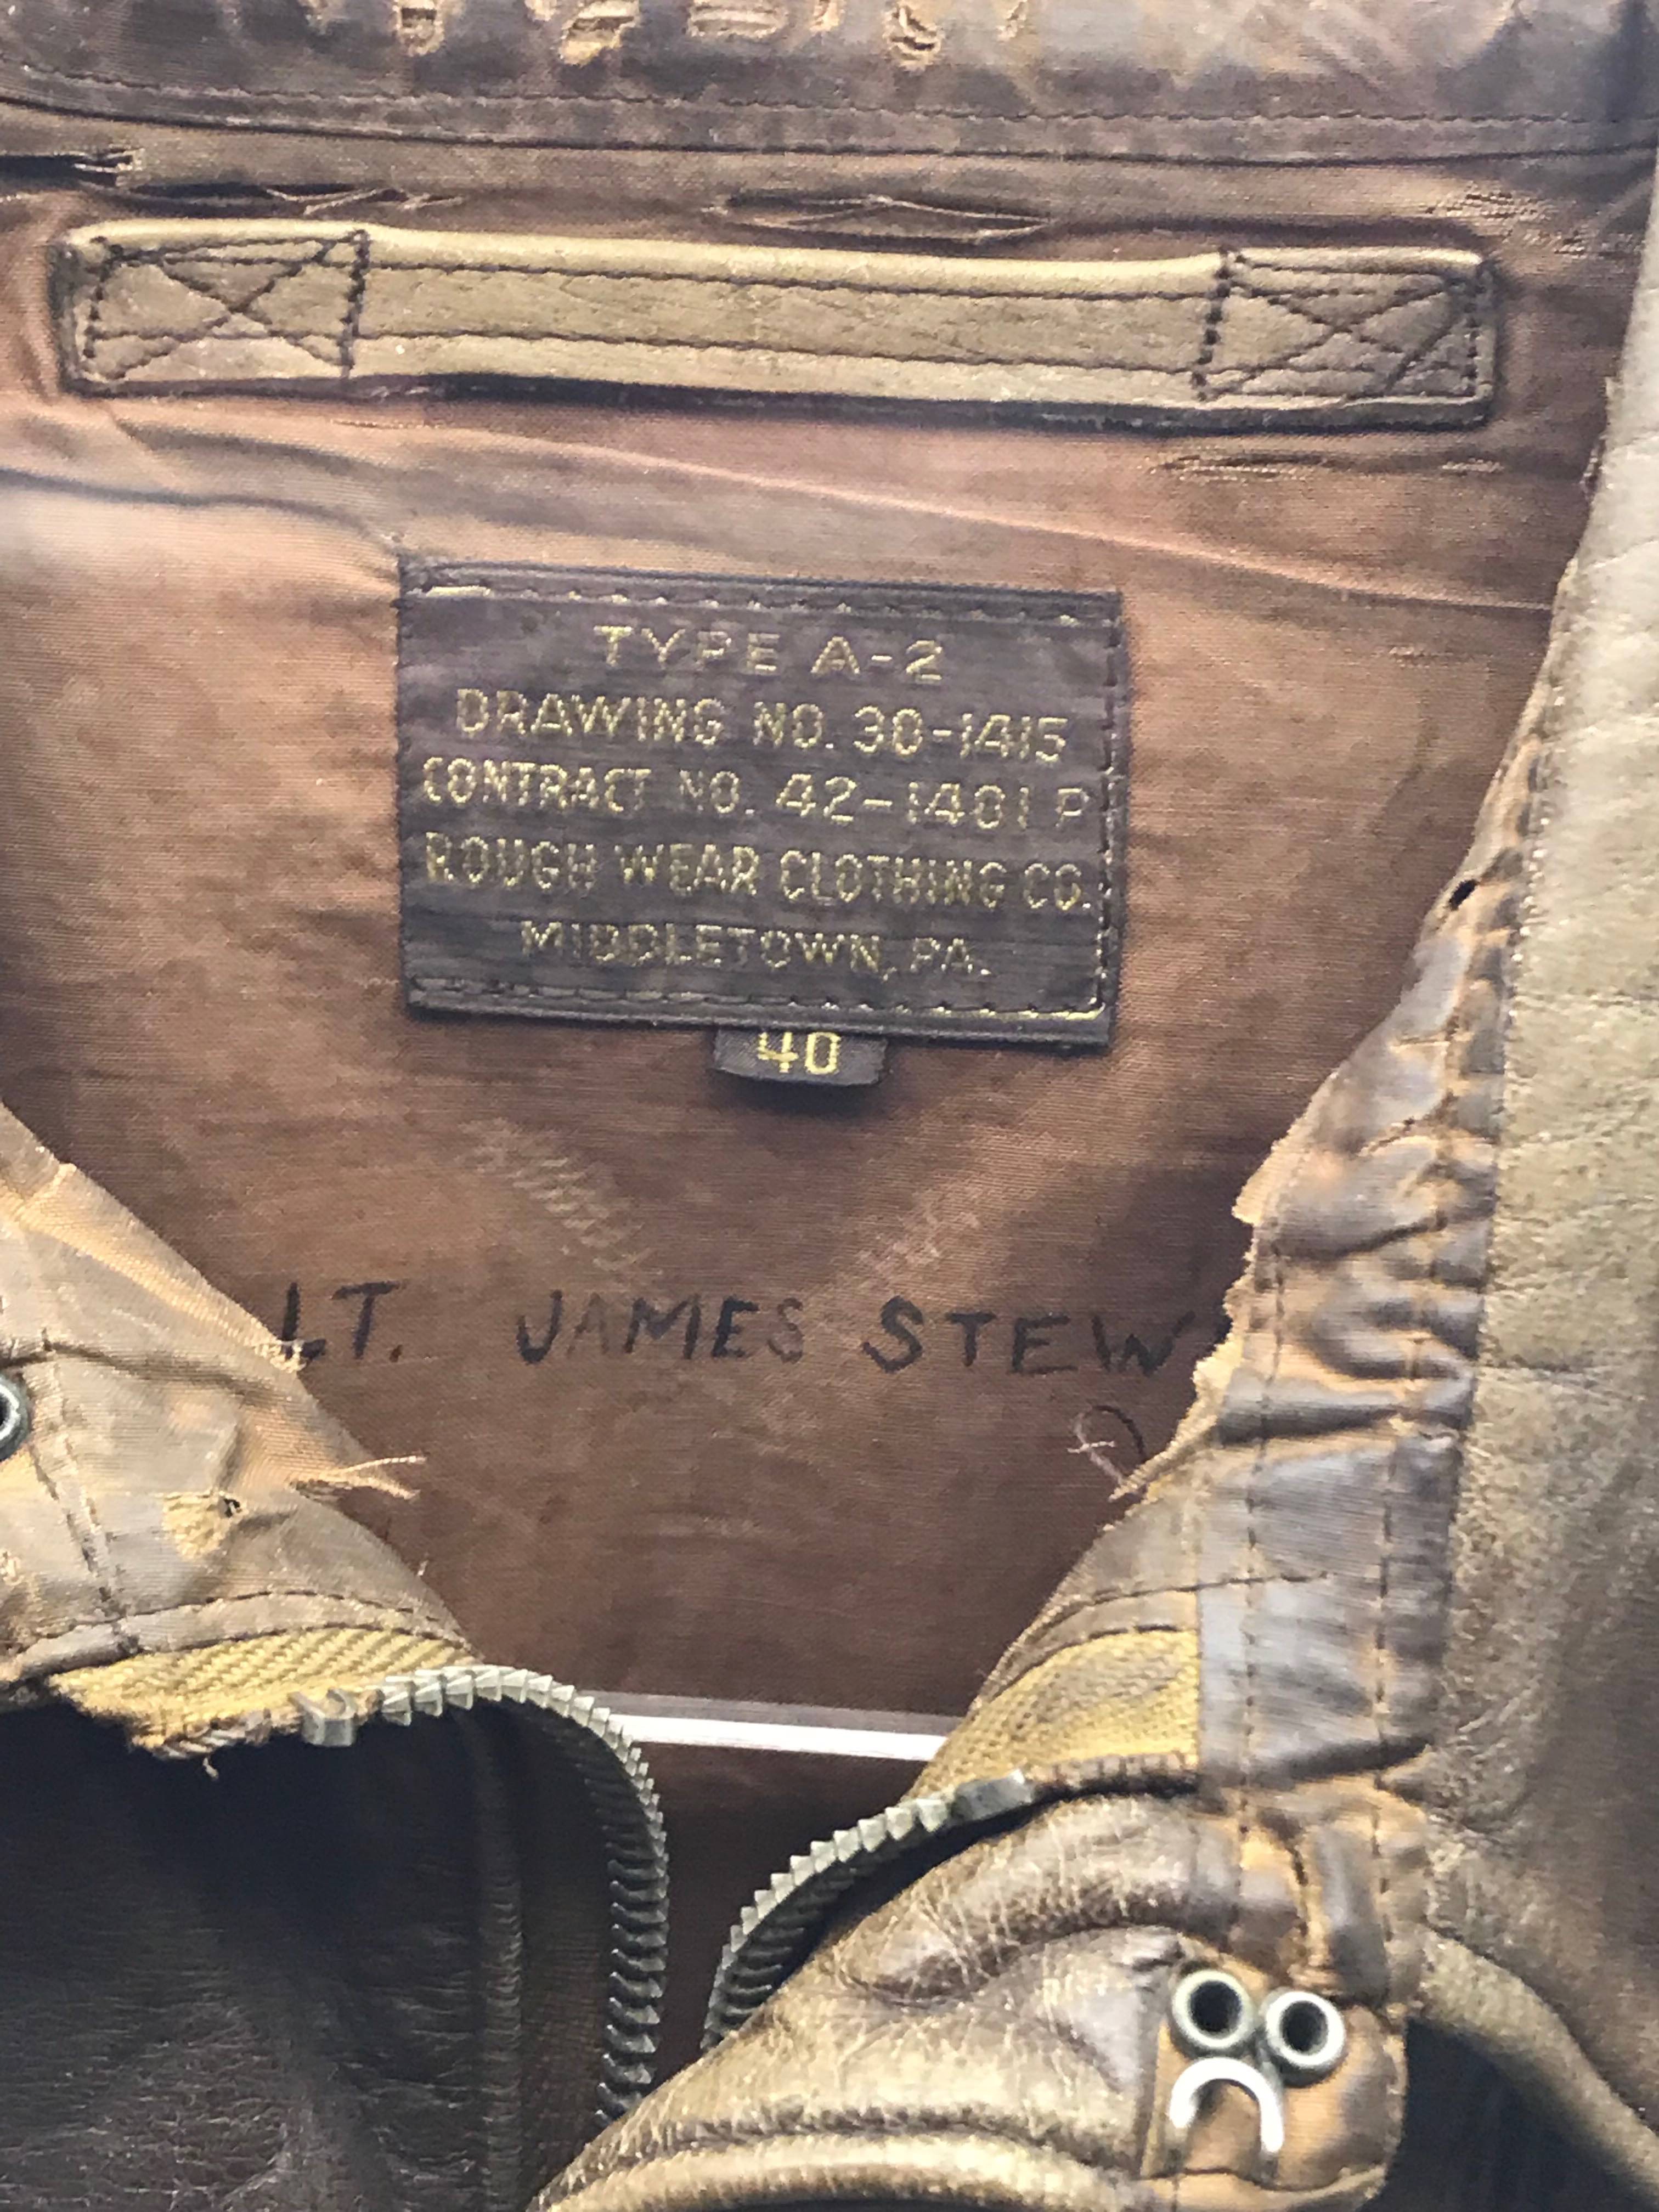 TYPE A-2
DRAWING NO. 30-1415
CONTRACT NO. 42-1401 P
ROUGH WEAR CLOTHING CO.
MIDDLETOWN, PA.
40
LT. JAMES STEW